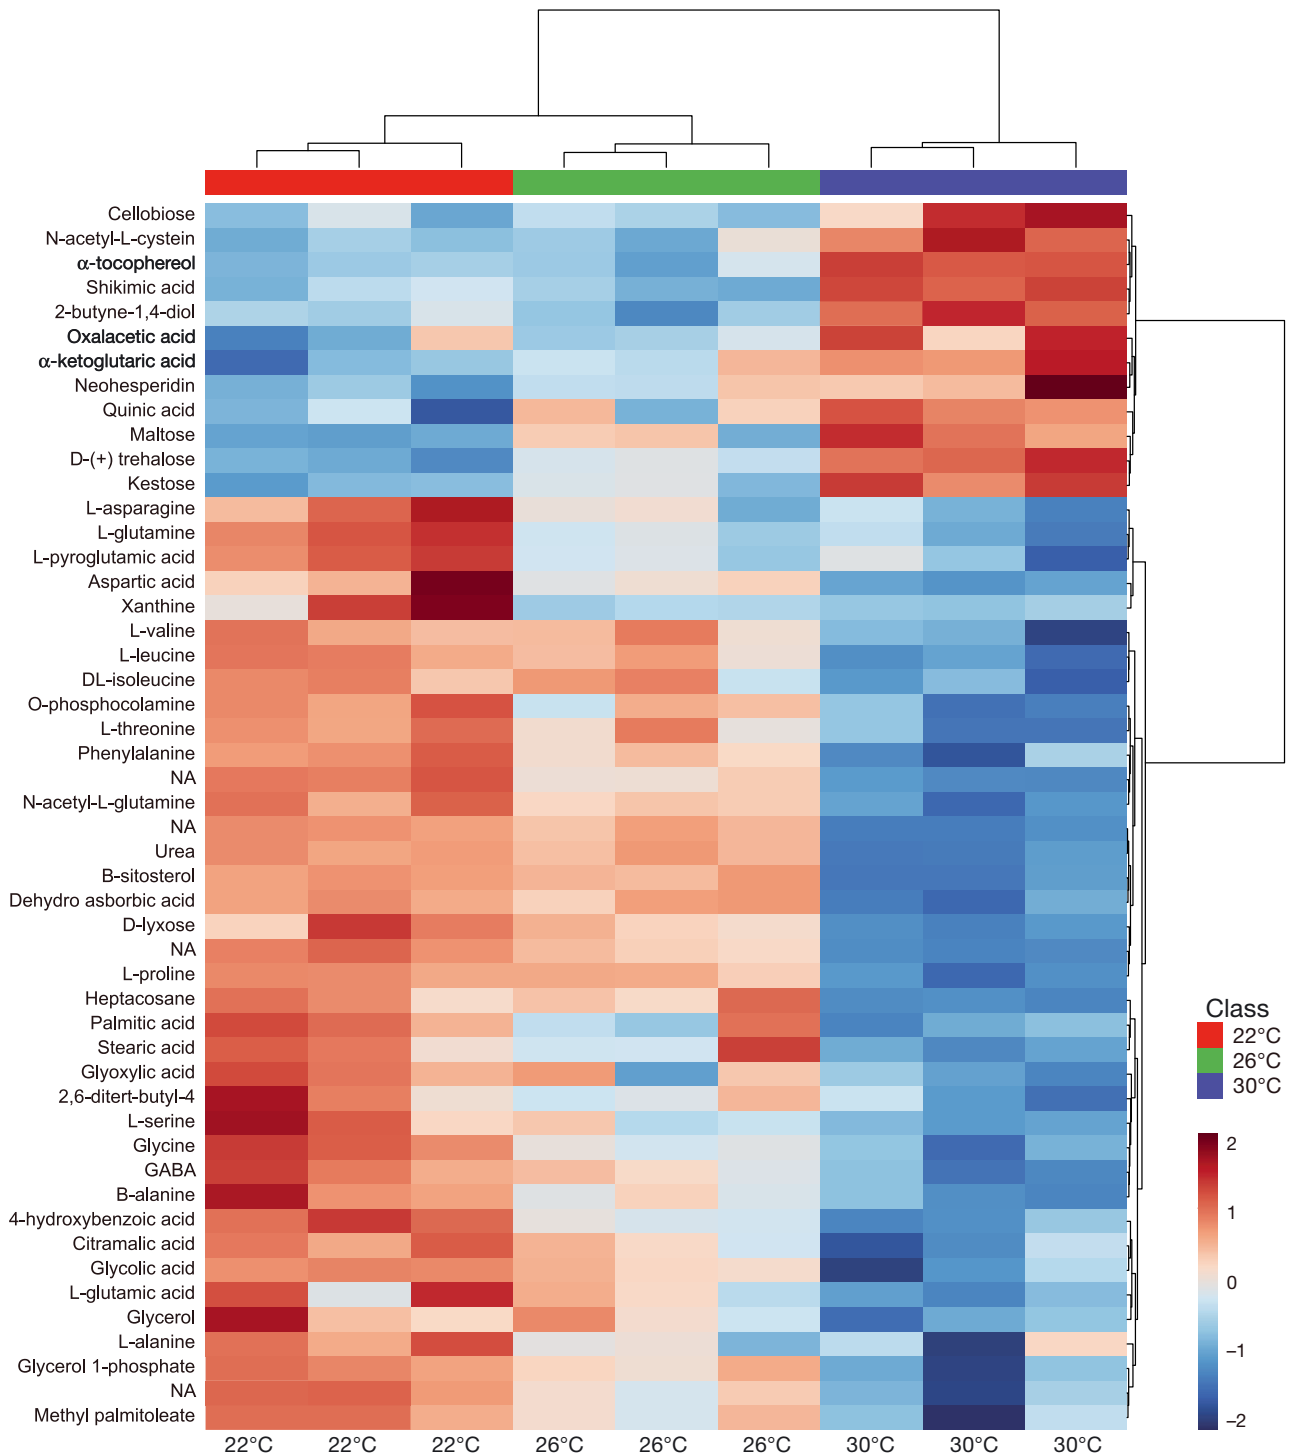 Cellobiose
N-acetyl-L-cystein
α-tocophereol
Shikimic acid
2-butyne-1,4-diol
Oxalacetic acid
α-ketoglutaric acid
Neohesperidin
Quinic acid
Maltose
D-(+) trehalose
Kestose
L-asparagine
L-glutamine
L-pyroglutamic acid
Aspartic acid
Xanthine
L-valine
L-leucine
DL-isoleucine
O-phosphocolamine
L-threonine
Phenylalanine
NA
N-acetyl-L-glutamine
NA
Urea
B-sitosterol
Dehydro asborbic acid
D-lyxose
NA
L-proline
Heptacosane
Palmitic acid
Stearic acid
Glyoxylic acid
2,6-ditert-butyl-4
L-serine
Glycine
GABA
B-alanine
4-hydroxybenzoic acid
Citramalic acid
Glycolic acid
L-glutamic acid
Glycerol
L-alanine
Glycerol 1-phosphate
NA
Methyl palmitoleate
22°C 22°C 22°C 26°C 26°C 26°C 30°C 30°C 30°C
Class
22°C
26°C
30°C
2
1
0
−1
−2